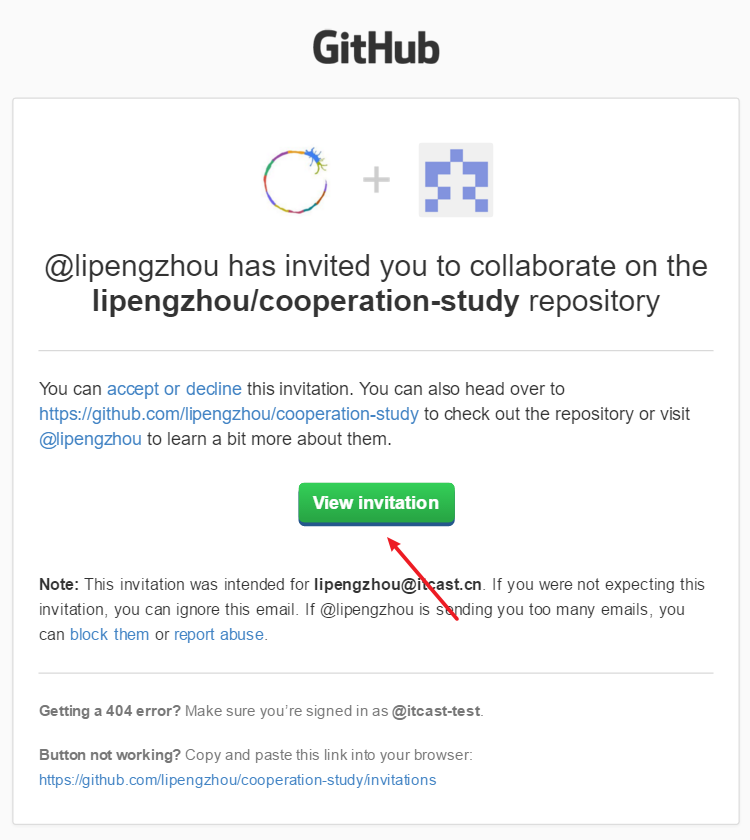 GitHub
+
@lipengzhou has invited you to collaborate on the
lipengzhou/cooperation-study repository
You can accept or decline this invitation. You can also head over to
https://github.com/lipengzhou/cooperation-study to check out the repository or visit
@lipengzhou to learn a bit more about them.
View invitation
Note: This invitation was intended for lipengzhou@itcast.cn. If you were not expecting this
invitation, you can ignore this email. If @lipengzhou is sending you too many emails, you
can block them or report abuse.
Getting a 404 error? Make sure you’re signed in as @itcast-test.
Button not working? Copy and paste this link into your browser:
https://github.com/lipengzhou/cooperation-study/invitations